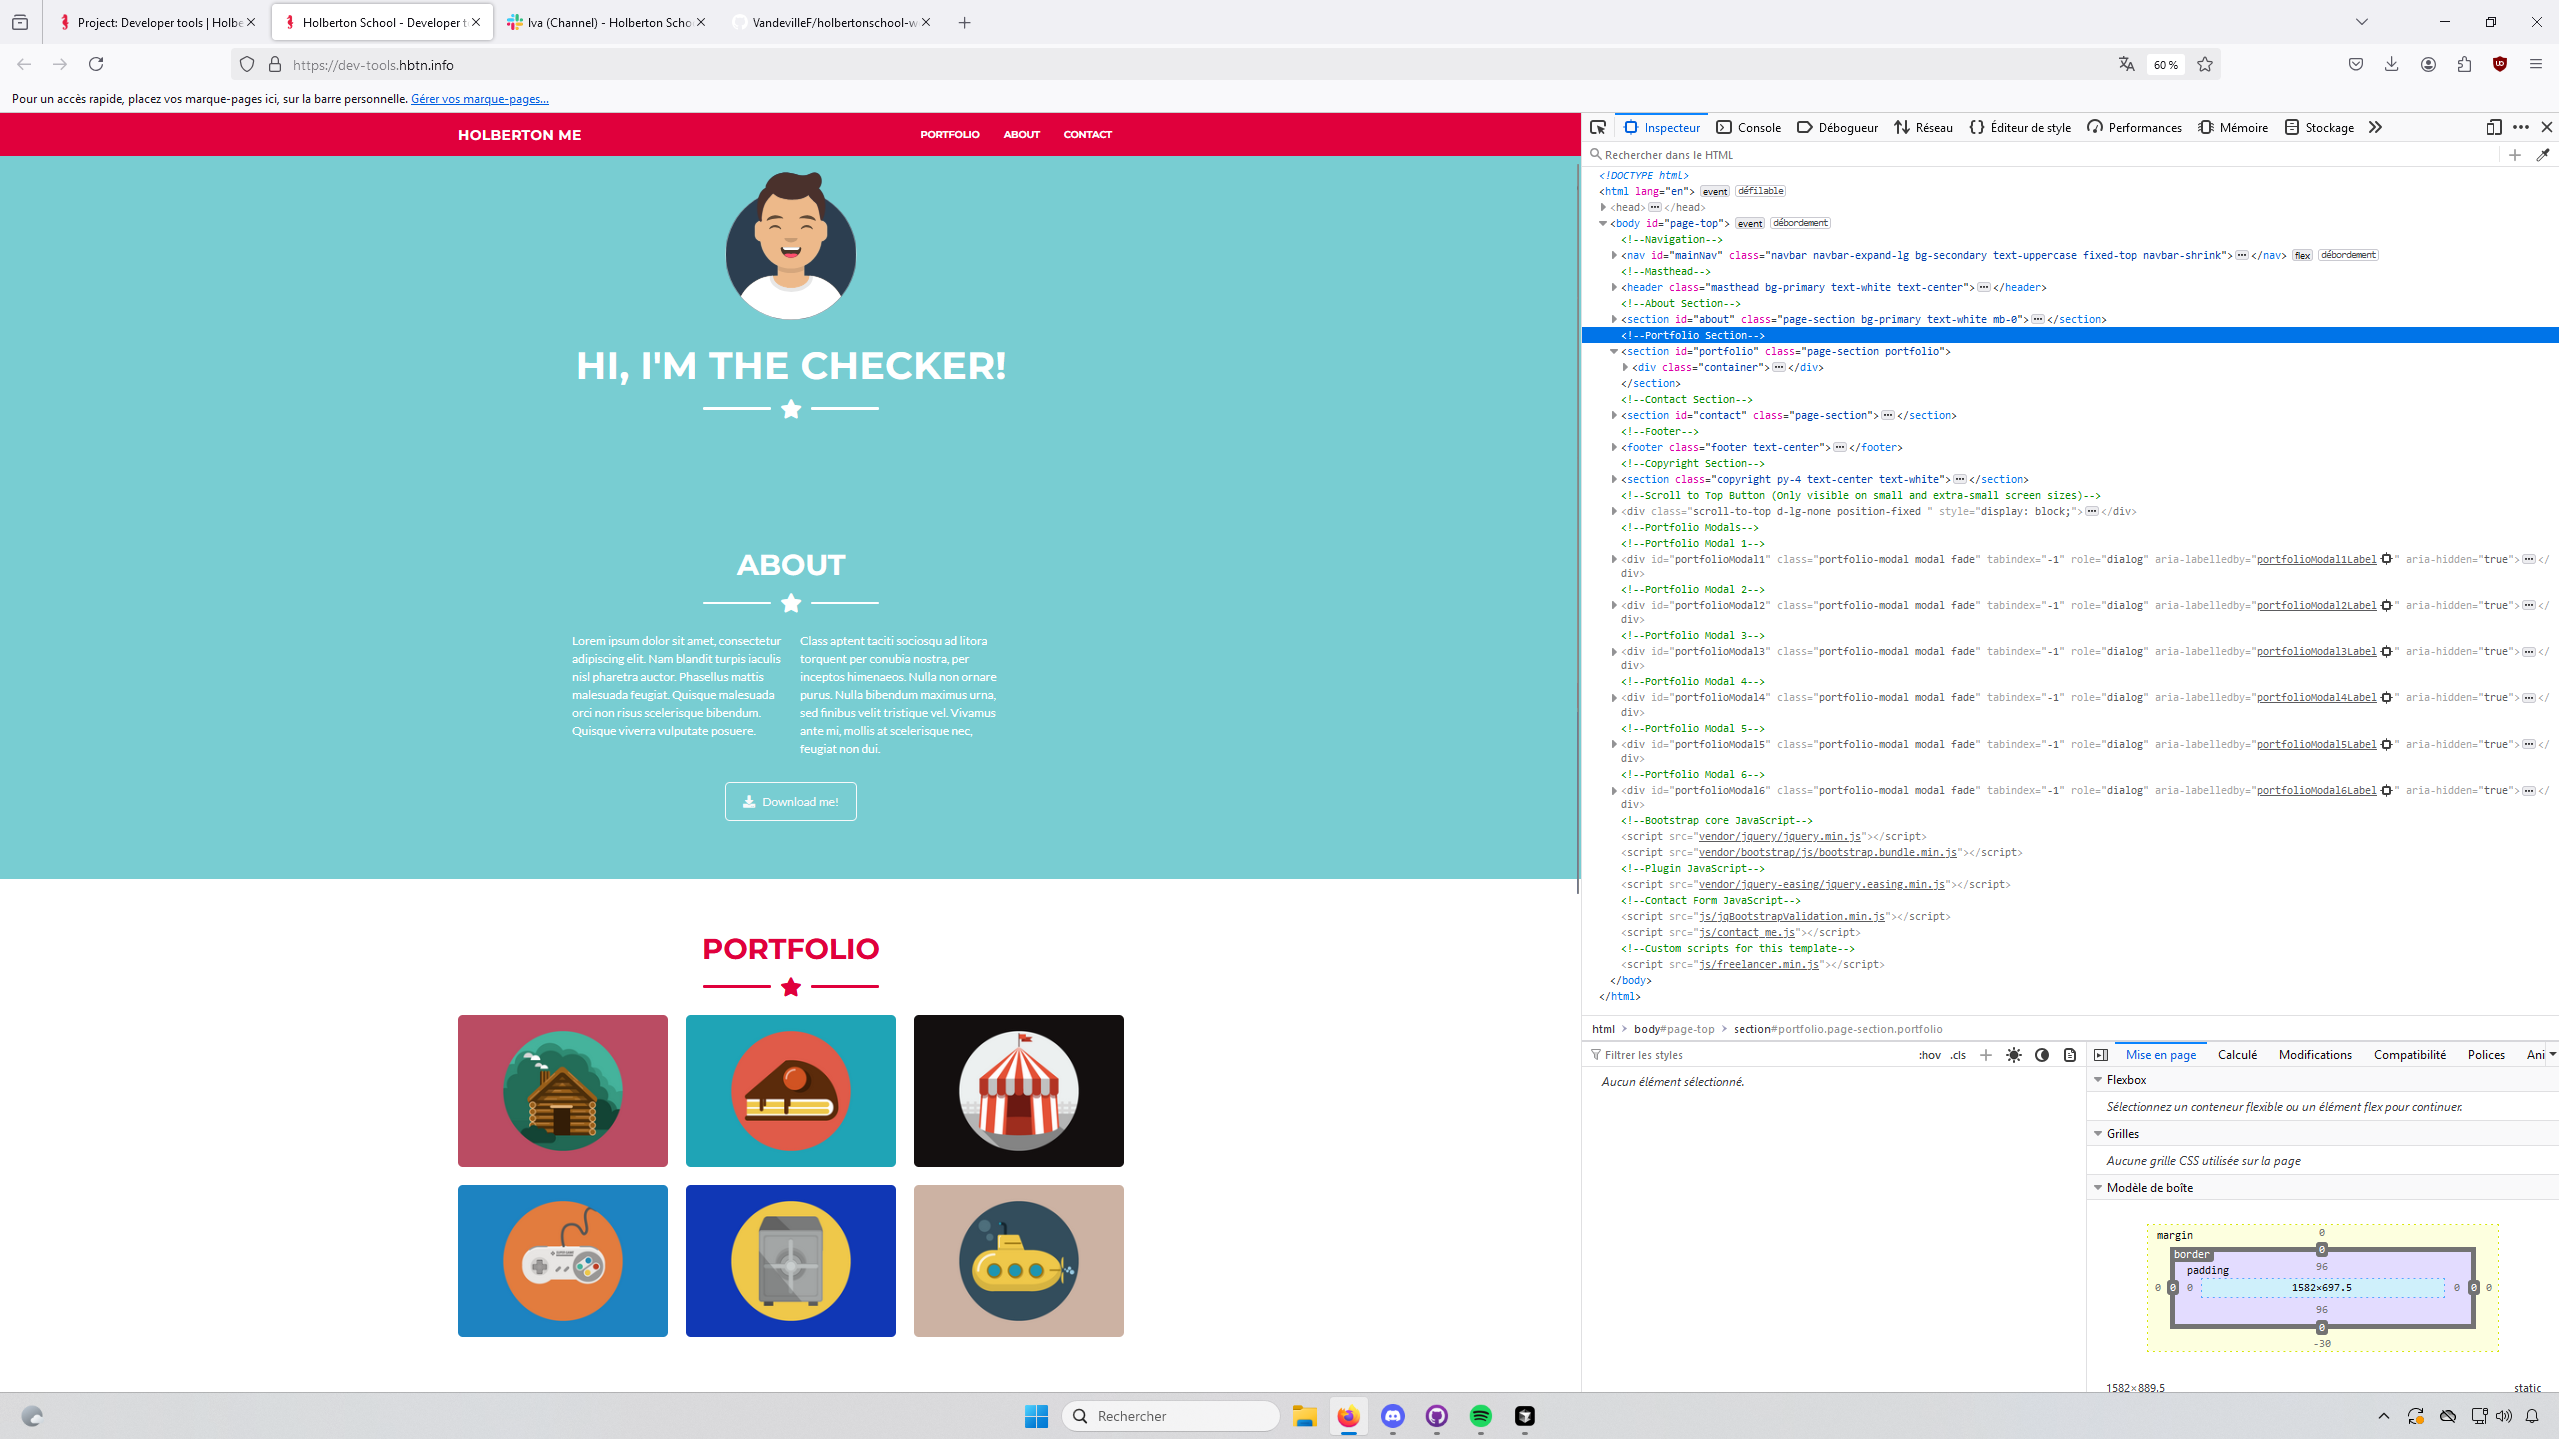 Project: Developer tools | Holbe
Holberton School - Developer t
Iva (Channel) - Holberton Schoo
VandevilleF/holbertonschool-w
https://dev-tools.hbtn.info
60 %
Pour un accès rapide, placez vos marque-pages ici, sur la barre personnelle. Gérer vos marque-pages...
HOLBERTON ME
PORTFOLIO ABOUT CONTACT
HI, I'M THE CHECKER!
ABOUT
Lorem ipsum dolor sit amet, consectetur
adipiscing elit. Nam blandit turpis iaculis
nisl pharetra auctor. Phasellus mattis
malesuada feugiat. Quisque malesuada
orci non risus scelerisque bibendum.
Quisque viverra vulputate posuere.
Class aptent taciti sociosqu ad litora
torquent per conubia nostra, per
inceptos himenaeos. Nulla non ornare
purus. Nulla bibendum maximus urna,
sed finibus velit tristique vel. Vivamus
ante mi, mollis at scelerisque nec,
feugiat non dui.
Download me!
PORTFOLIO
Inspecteur Console Débogueur Réseau Éditeur de style Performances Mémoire Stockage
Rechercher dans le HTML
<!DOCTYPE html>
<html lang="en"> event défilable
<head> ··· </head>
<body id="page-top"> event débordement
<!--Navigation-->
<nav id="mainNav" class="navbar navbar-expand-lg bg-secondary text-uppercase fixed-top navbar-shrink"> ··· </nav> flex débordement
<!--Masthead-->
<header class="masthead bg-primary text-white text-center"> ··· </header>
<!--About Section-->
<section id="about" class="page-section bg-primary text-white mb-0"> ··· </section>
<!--Portfolio Section-->
<section id="portfolio" class="page-section portfolio">
<div class="container"> ··· </div>
</section>
<!--Contact Section-->
<section id="contact" class="page-section"> ··· </section>
<!--Footer-->
<footer class="footer text-center"> ··· </footer>
<!--Copyright Section-->
<section class="copyright py-4 text-center text-white"> ··· </section>
<!--Scroll to Top Button (Only visible on small and extra-small screen sizes)-->
<div class="scroll-to-top d-lg-none position-fixed " style="display: block;"> ··· </div>
<!--Portfolio Modals-->
<!--Portfolio Modal 1-->
<div id="portfolioModal1" class="portfolio-modal modal fade" tabindex="-1" role="dialog" aria-labelledby="portfolioModal1Label" aria-hidden="true"> ··· </
div>
<!--Portfolio Modal 2-->
<div id="portfolioModal2" class="portfolio-modal modal fade" tabindex="-1" role="dialog" aria-labelledby="portfolioModal2Label" aria-hidden="true"> ··· </
div>
<!--Portfolio Modal 3-->
<div id="portfolioModal3" class="portfolio-modal modal fade" tabindex="-1" role="dialog" aria-labelledby="portfolioModal3Label" aria-hidden="true"> ··· </
div>
<!--Portfolio Modal 4-->
<div id="portfolioModal4" class="portfolio-modal modal fade" tabindex="-1" role="dialog" aria-labelledby="portfolioModal4Label" aria-hidden="true"> ··· </
div>
<!--Portfolio Modal 5-->
<div id="portfolioModal5" class="portfolio-modal modal fade" tabindex="-1" role="dialog" aria-labelledby="portfolioModal5Label" aria-hidden="true"> ··· </
div>
<!--Portfolio Modal 6-->
<div id="portfolioModal6" class="portfolio-modal modal fade" tabindex="-1" role="dialog" aria-labelledby="portfolioModal6Label" aria-hidden="true"> ··· </
div>
<!--Bootstrap core JavaScript-->
<script src="vendor/jquery/jquery.min.js"></script>
<script src="vendor/bootstrap/js/bootstrap.bundle.min.js"></script>
<!--Plugin JavaScript-->
<script src="vendor/jquery-easing/jquery.easing.min.js"></script>
<!--Contact Form JavaScript-->
<script src="js/jqBootstrapValidation.min.js"></script>
<script src="js/contact_me.js"></script>
<!--Custom scripts for this template-->
<script src="js/freelancer.min.js"></script>
</body>
</html>
html > body#page-top > section#portfolio.page-section.portfolio
Filtrer les styles :hov .cls
Aucun élément sélectionné.
Mise en page Calculé Modifications Compatibilité Polices Ani
Flexbox
Sélectionnez un conteneur flexible ou un élément flex pour continuer.
Grilles
Aucune grille CSS utilisée sur la page
Modèle de boîte
margin 0
border 0
padding 96
0 0 0 1582×697.5 0 0 0
96
0
-30
1582×889.5 static
Rechercher